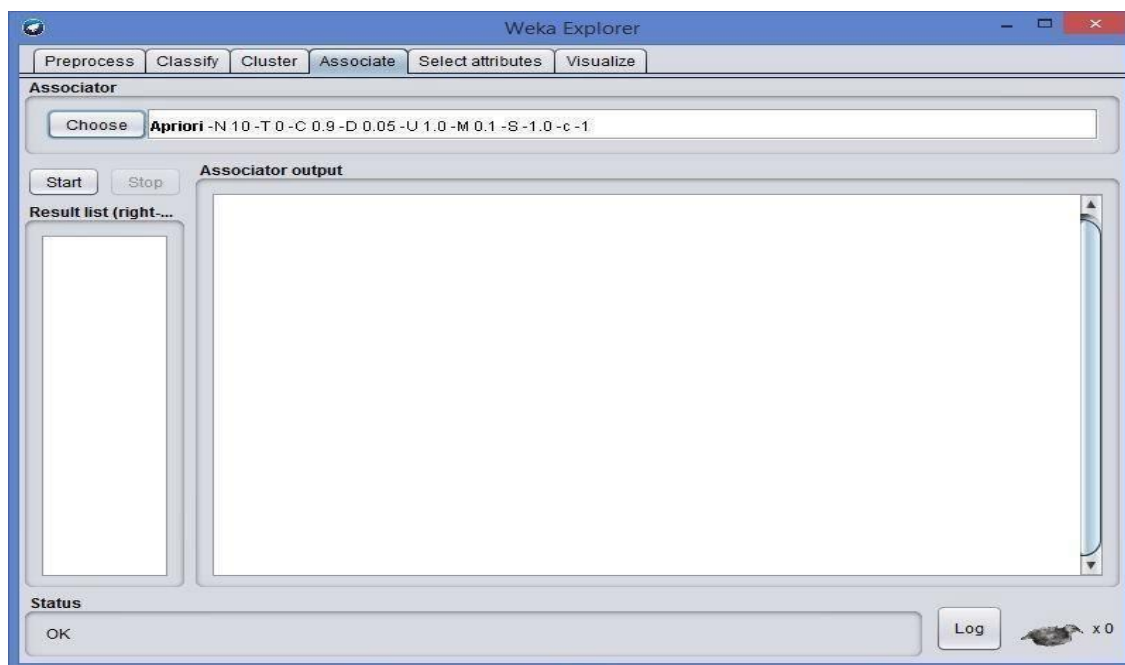 Weka Explorer
Preprocess Classify Cluster Associate Select attributes Visualize
Associator
Choose Apriori -N 10 -T 0 -C 0.9 -D 0.05 -U 1.0 -M 0.1 -S -1.0 -c -1
Start Stop
Associator output
Result list (right-...
Status
OK
Log
x 0